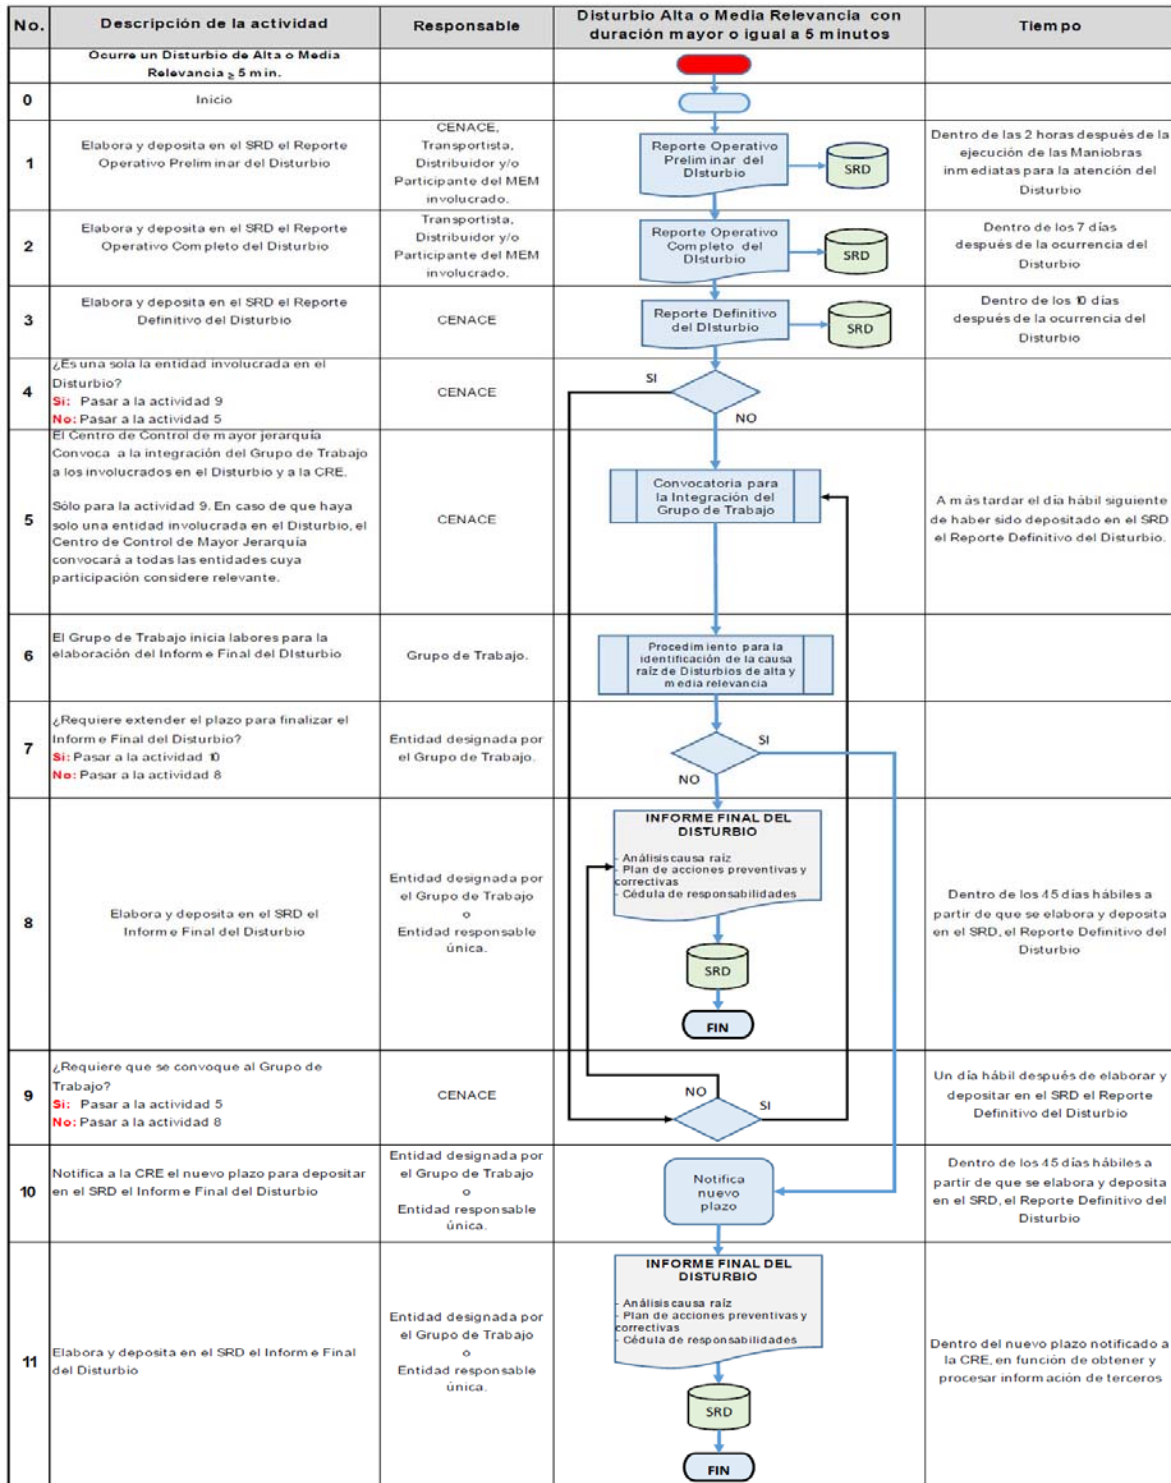 No.
Descripción de la actividad
Responsable
Disturbio Alta o Media Relevancia con
duración mayor o igual a 5 minutos
Tiempo
Ocurre un Disturbio de Alta o Media
Relevancia ≥ 5 min.
0
Inicio
1
Elabora y deposita en el SRD el Reporte
Operativo Preliminar del Disturbio
CENACE,
Transportista,
Distribuidor y/o
Participante del MEM
involucrado.
Reporte Operativo
Preliminar del
DIsturbio
SRD
Dentro de las 2 horas después de la
ejecución de las Maniobras
inmediatas para la atención del
Disturbio
2
Elabora y deposita en el SRD el Reporte
Operativo Completo del Disturbio
Transportista,
Distribuidor y/o
Participante del MEM
involucrado.
Reporte Operativo
Completo del
DIsturbio
SRD
Dentro de los 7 días
después de la ocurrencia del
Disturbio
3
Elabora y deposita en el SRD el Reporte
Definitivo del Disturbio
CENACE
Reporte Definitivo
del DIsturbio
SRD
Dentro de los 10 días
después de la ocurrencia del
Disturbio
4
¿Es una sola la entidad involucrada en el
Disturbio?
Si: Pasar a la actividad 9
No: Pasar a la actividad 5
CENACE
SI
NO
5
El Centro de Control de mayor jerarquía
Convoca a la integración del Grupo de Trabajo
a los involucrados en el Disturbio y a la CRE.
Sólo para la actividad 9. En caso de que haya
solo una entidad involucrada en el Disturbio, el
Centro de Control de Mayor Jerarquía
convocará a todas las entidades cuya
participación considere relevante.
CENACE
Convocatoria para
la Integración del
Grupo de Trabajo
A más tardar el día hábil siguiente
de haber sido depositado en el SRD
el Reporte Definitivo del Disturbio.
6
El Grupo de Trabajo inicia labores para la
elaboración del Informe Final del DIsturbio
Grupo de Trabajo.
Procedimiento para la
identificación de la causa
raíz de Disturbios de alta y
media relevancia
7
¿Requiere extender el plazo para finalizar el
Informe Final del Disturbio?
Si: Pasar a la actividad 10
No: Pasar a la actividad 8
Entidad designada por
el Grupo de Trabajo.
SI
NO
8
Elabora y deposita en el SRD el
Informe Final del Disturbio
Entidad designada por
el Grupo de Trabajo
o
Entidad responsable
única.
INFORME FINAL DEL
DISTURBIO
- Análisis causa raíz
- Plan de acciones preventivas y
correctivas
- Cédula de responsabilidades
SRD
FIN
Dentro de los 45 días hábiles a
partir de que se elabora y deposita
en el SRD, el Reporte Definitivo del
Disturbio
9
¿Requiere que se convoque al Grupo de
Trabajo?
Si: Pasar a la actividad 5
No: Pasar a la actividad 8
CENACE
NO
SI
Un día hábil después de elaborar y
depositar en el SRD el Reporte
Definitivo del Disturbio
10
Notifica a la CRE el nuevo plazo para depositar
en el SRD el Informe Final del Disturbio
Entidad designada por
el Grupo de Trabajo
o
Entidad responsable
única.
Notifica
nuevo
plazo
Dentro de los 45 días hábiles a
partir de que se elabora y deposita
en el SRD, el Reporte Definitivo del
Disturbio
11
Elabora y deposita en el SRD el Informe Final
del Disturbio
Entidad designada por
el Grupo de Trabajo
o
Entidad responsable
única.
INFORME FINAL DEL
DISTURBIO
- Análisis causa raíz
- Plan de acciones preventivas y
correctivas
- Cédula de responsabilidades
SRD
FIN
Dentro del nuevo plazo notificado a
la CRE, en función de obtener y
procesar información de terceros